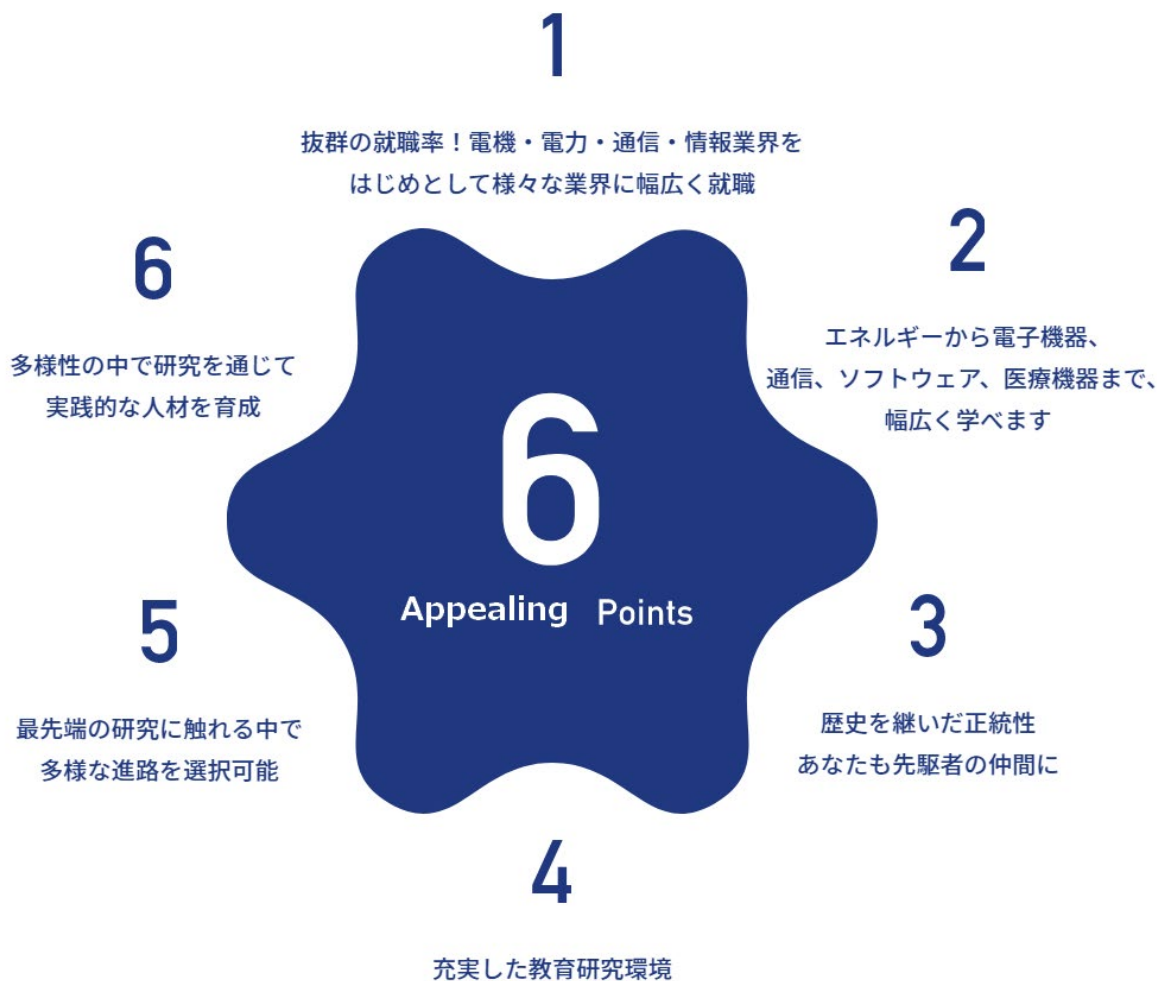 1
抜群の就職率!電機・電力・通信・情報業界を
はじめとして様々な業界に幅広く就職
2
エネルギーから電子機器、
通信、ソフトウェア、医療機器まで、
幅広く学べます
3
歴史を継いだ正統性
あなたも先駆者の仲間に
4
充実した教育研究環境
5
最先端の研究に触れる中で
多様な進路を選択可能
6
多様性の中で研究を通じて
実践的な人材を育成
6
Appealing Points